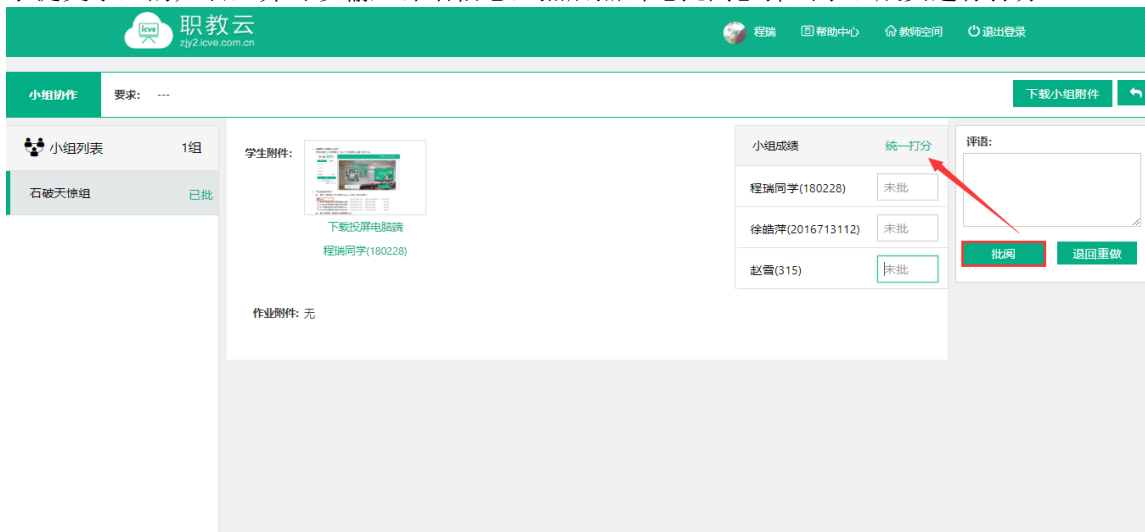 icve
职教云
zjy2.icve.com.cn
程瑞 帮助中心 教师空间 退出登录
小组协作 要求: --- 下载小组附件
小组列表 1组
石破天惊组 已批
学生附件:
下载投屏电脑端
程瑞同学(180228)
作业附件: 无
小组成绩 统一打分
程瑞同学(180228) 未批
徐皓萍(2016713112) 未批
赵雪(315) 未批
评语:
批阅 退回重做